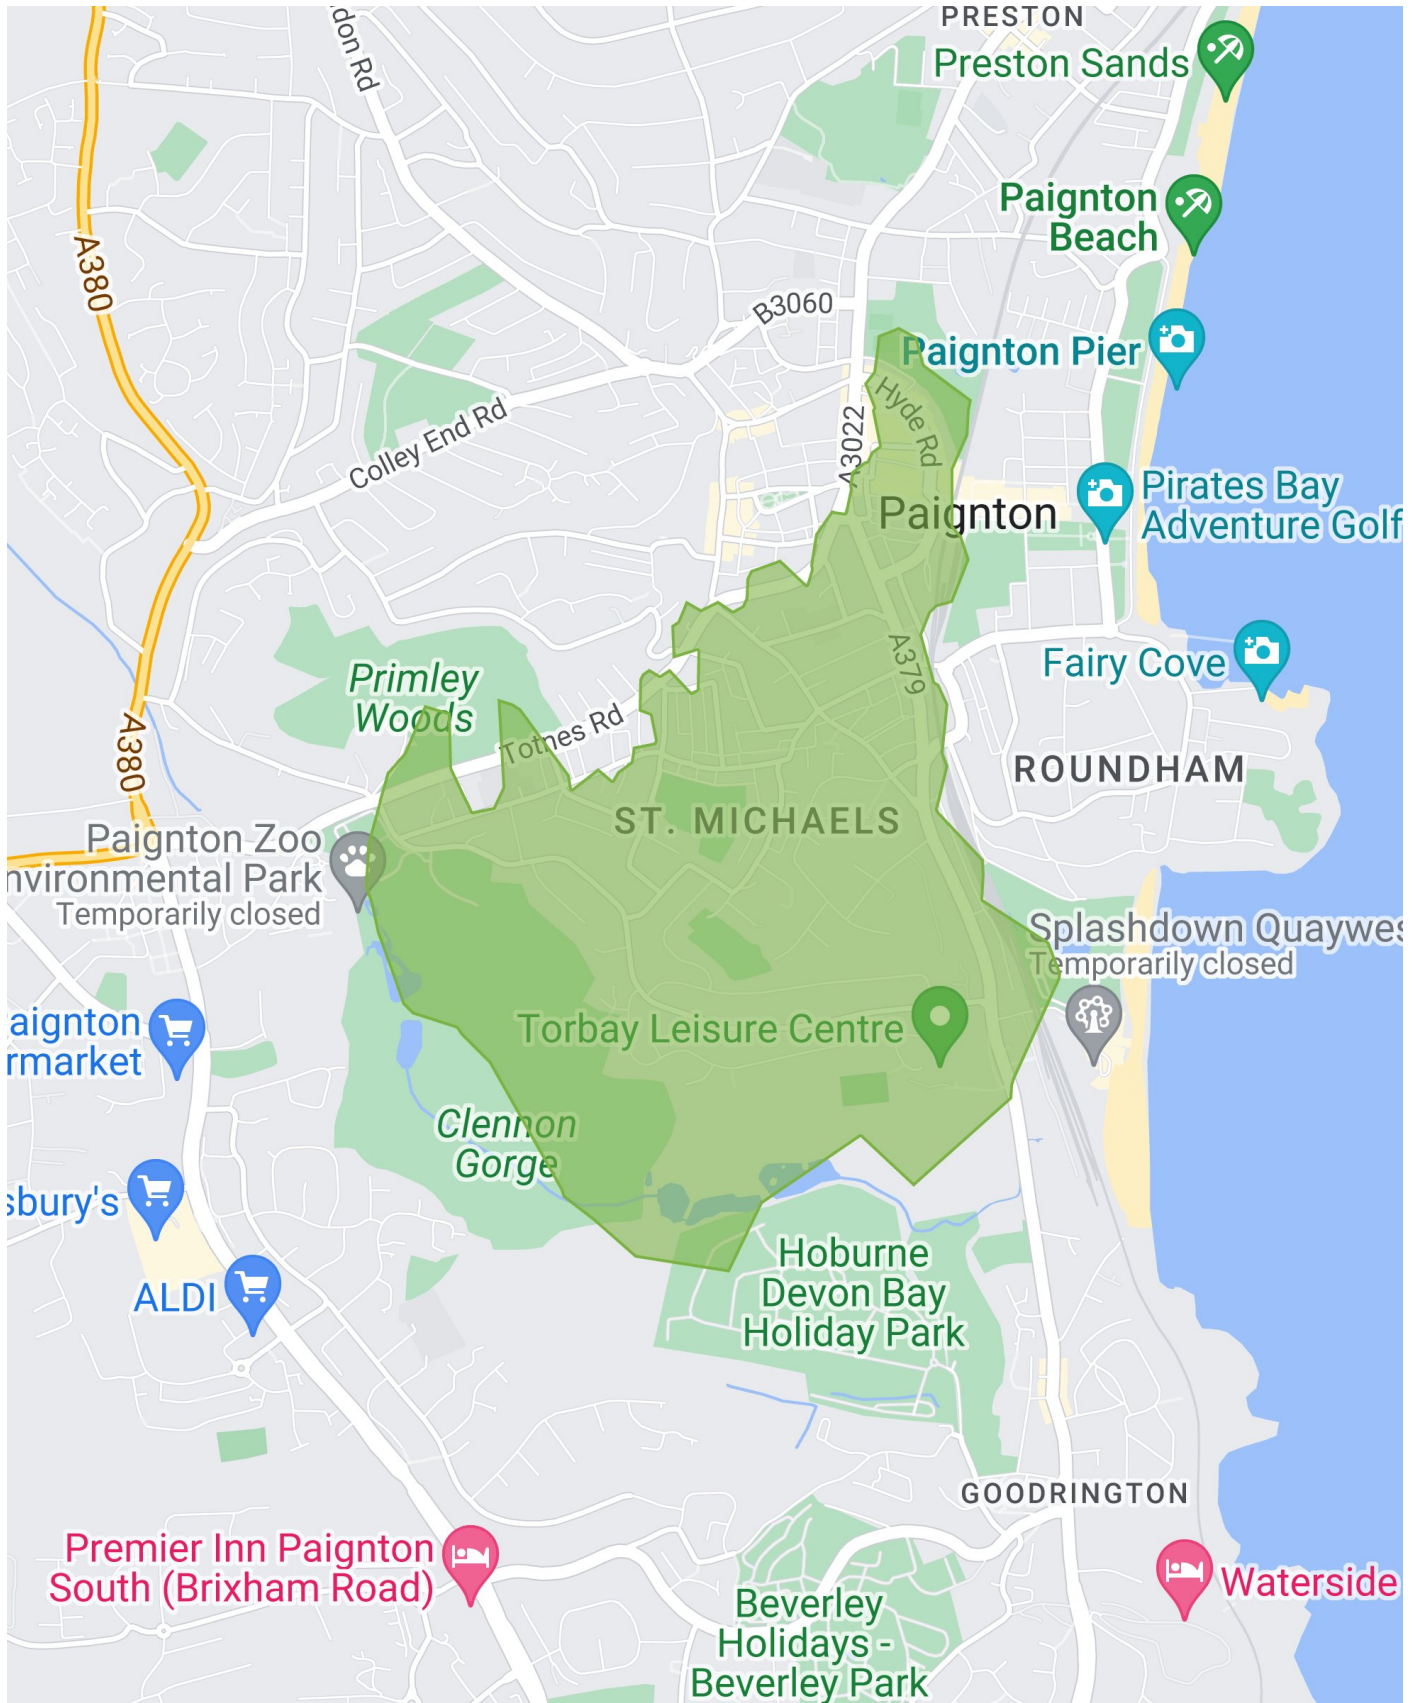 PRESTON
don Rd
Preston Sands
Paignton
Beach
A380
B3060
Paignton Pier
Hyde Rd
Colley End Rd
A3022
Pirates Bay
Adventure Golf
Paignton
A379
Fairy Cove
Primley
Woods
Totnes Rd
A380
ROUNDHAM
ST. MICHAELS
Paignton Zoo
nvironmental Park
Temporarily closed
Splashdown Quaywes
Temporarily closed
aignton
rmarket
Torbay Leisure Centre
Clennon
Gorge
sbury's
Hoburne
Devon Bay
Holiday Park
ALDI
GOODRINGTON
Premier Inn Paignton
South (Brixham Road)
Waterside
Beverley
Holidays -
Beverley Park